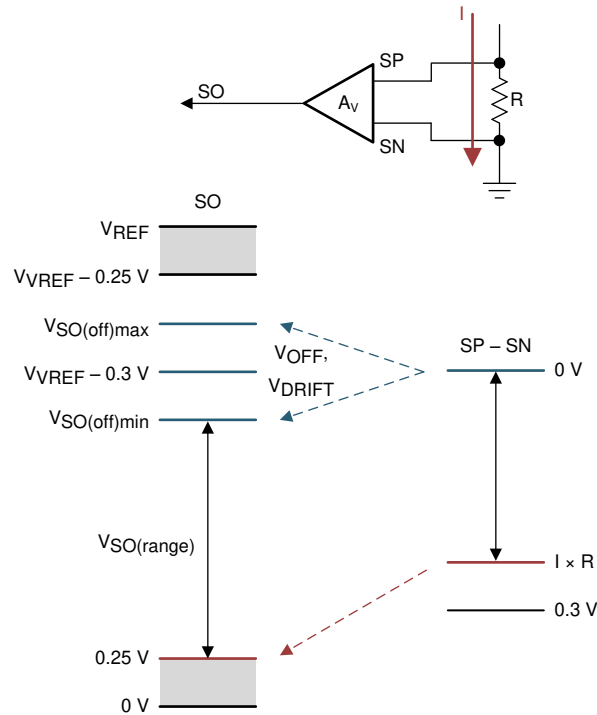 I
SP
SO
AV
R
SN
SO
VREF
VVREF – 0.25 V
VSO(off)max
VOFF,
SP – SN
VVREF – 0.3 V
0 V
VDRIFT
VSO(off)min
VSO(range)
I × R
0.3 V
0.25 V
0 V